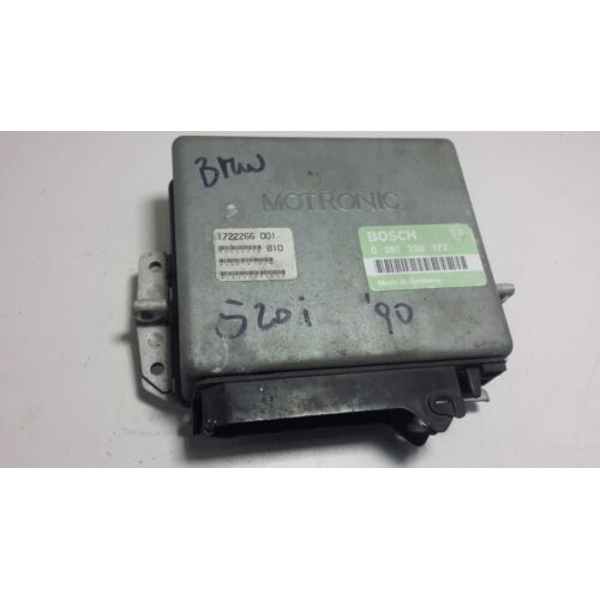 BMW
MOTRONIC
1722266 001
810
BOSCH
0 261 200 172
Made in Germany
520i '90